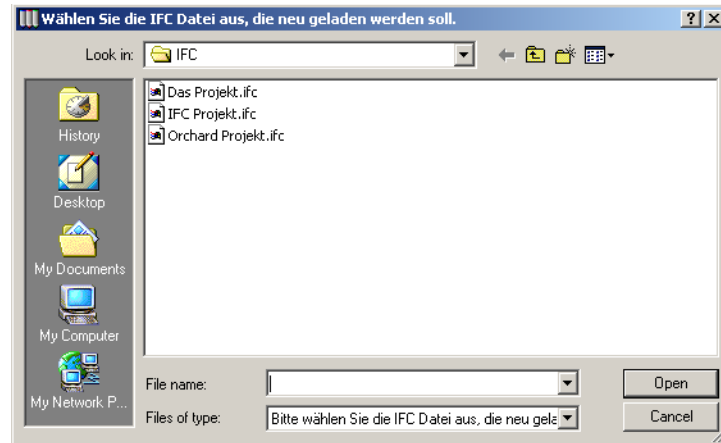 Wählen Sie die IFC Datei aus, die neu geladen werden soll.
Look in: IFC
Das Projekt.ifc
IFC Projekt.ifc
Orchard Projekt.ifc
History
Desktop
My Documents
My Computer
My Network P...
File name:
Open
Files of type: Bitte wählen Sie die IFC Datei aus, die neu gela
Cancel